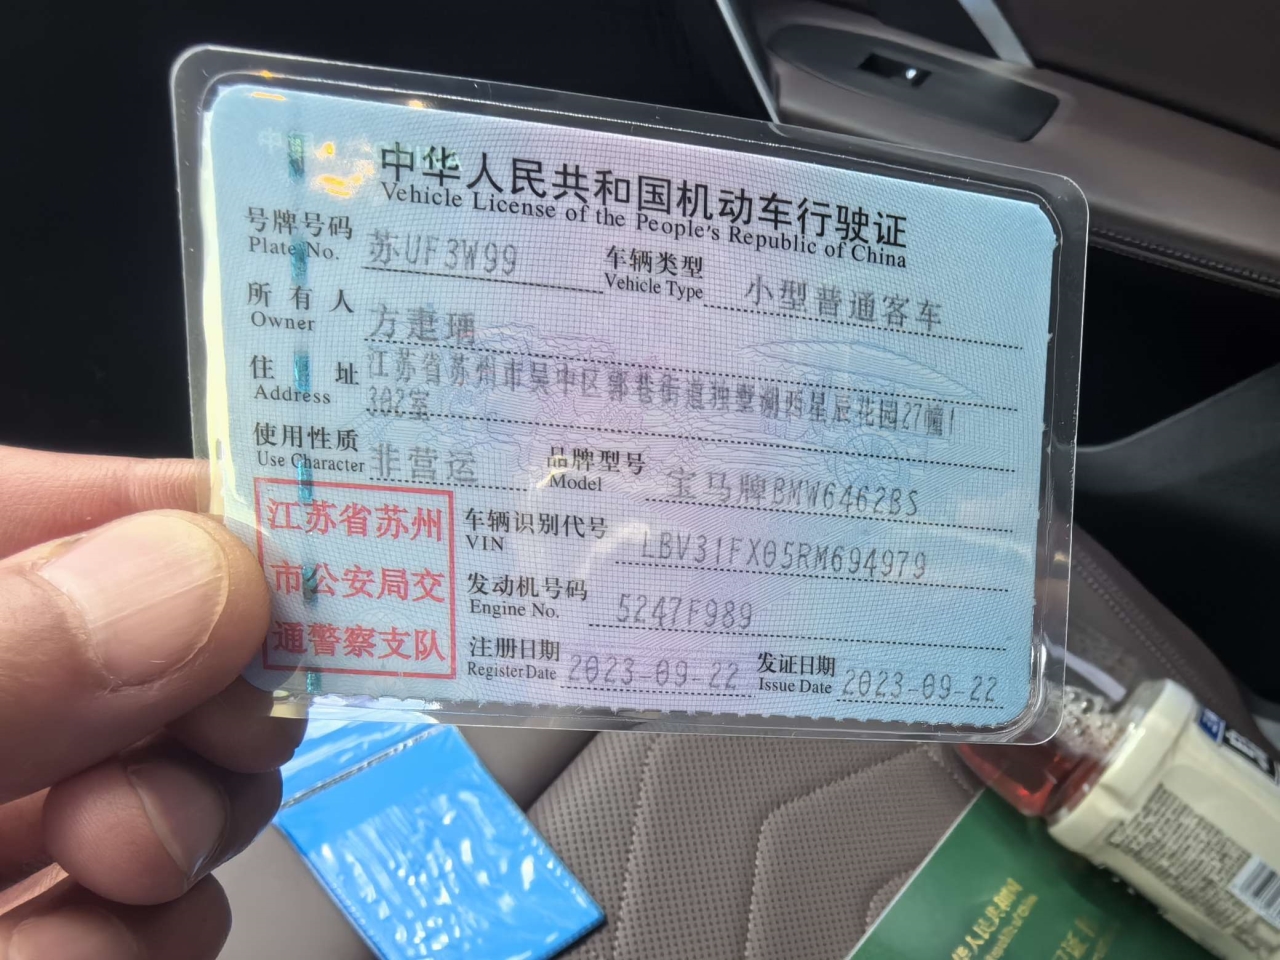 中华人民共和国机动车行驶证
Vehicle License of the People's Republic of China
号牌号码 苏UF3W99 车辆类型 小型普通客车
Plate No. Vehicle Type
所有人 方
Owner
住址 江苏省苏州市吴中区郭巷街道独墅湖西星辰花园27幢1
Address 302室
使用性质 非营运 品牌型号 宝马牌BMW6462BS
Use Character Model
江苏省苏州
市公安局交
通警察支队
车辆识别代号 LBV31FX05RM694979
VIN
发动机号码 5247F989
Engine No.
注册日期 2023-09-22 发证日期 2023-09-22
Register Date Issue Date